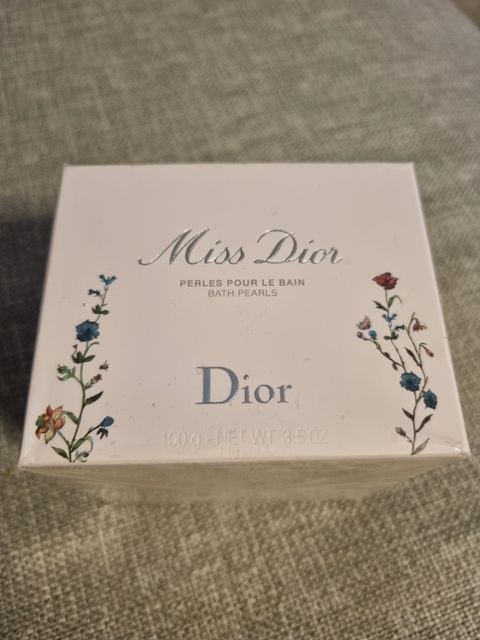 Miss Dior
PERLES POUR LE BAIN
BATH PEARLS
Dior
100 g - NET WT 3.5 OZ